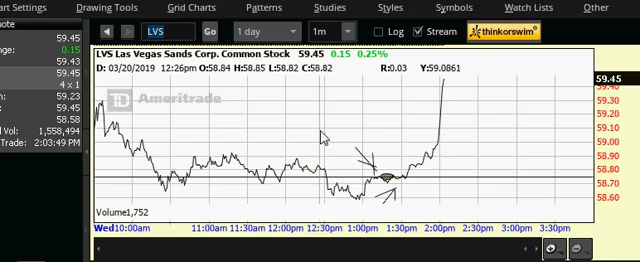 art Settings Drawings Grid Charts Patterns Studies Styles Symbols Watch Lists Other
uote LVS Go 1 day 1m Log Stream thinkorswim
59.45
nge: 0.15
59.43
59.45
4 x 1
n: 59.23
: 59.45
58.58
Vol: 1,558,494
Trade: 2:03:49 PM
LVS Las Vegas Sands Corp. Common Stock 59.45 0.15 0.25%
D: 03/20/2019 12:26pm O:58.84 H:58.85 L:58.82 C:58.82 R:0.03 Y:59.0861
TD Ameritrade
59.45
59.40
59.30
59.20
59.10
59.00
58.90
58.80
58.70
58.60
Volume1,752
Wed 10:00am 11:00am 11:30am 12:00pm 12:30pm 1:00pm 1:30pm 2:00pm 2:30pm 3:00pm 3:30pm